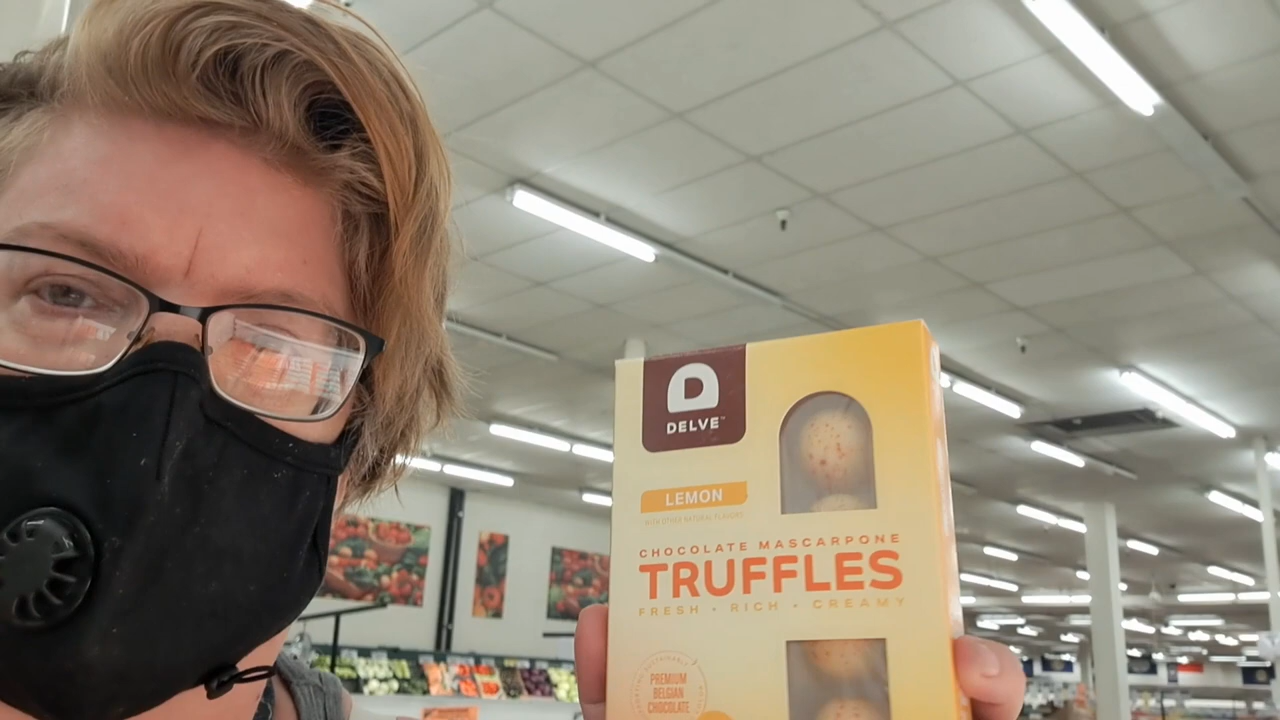 DELVE™
LEMON
WITH OTHER NATURAL FLAVORS
CHOCOLATE MASCARPONE
TRUFFLES
FRESH • RICH • CREAMY
PREMIUM
BELGIAN
CHOCOLATE